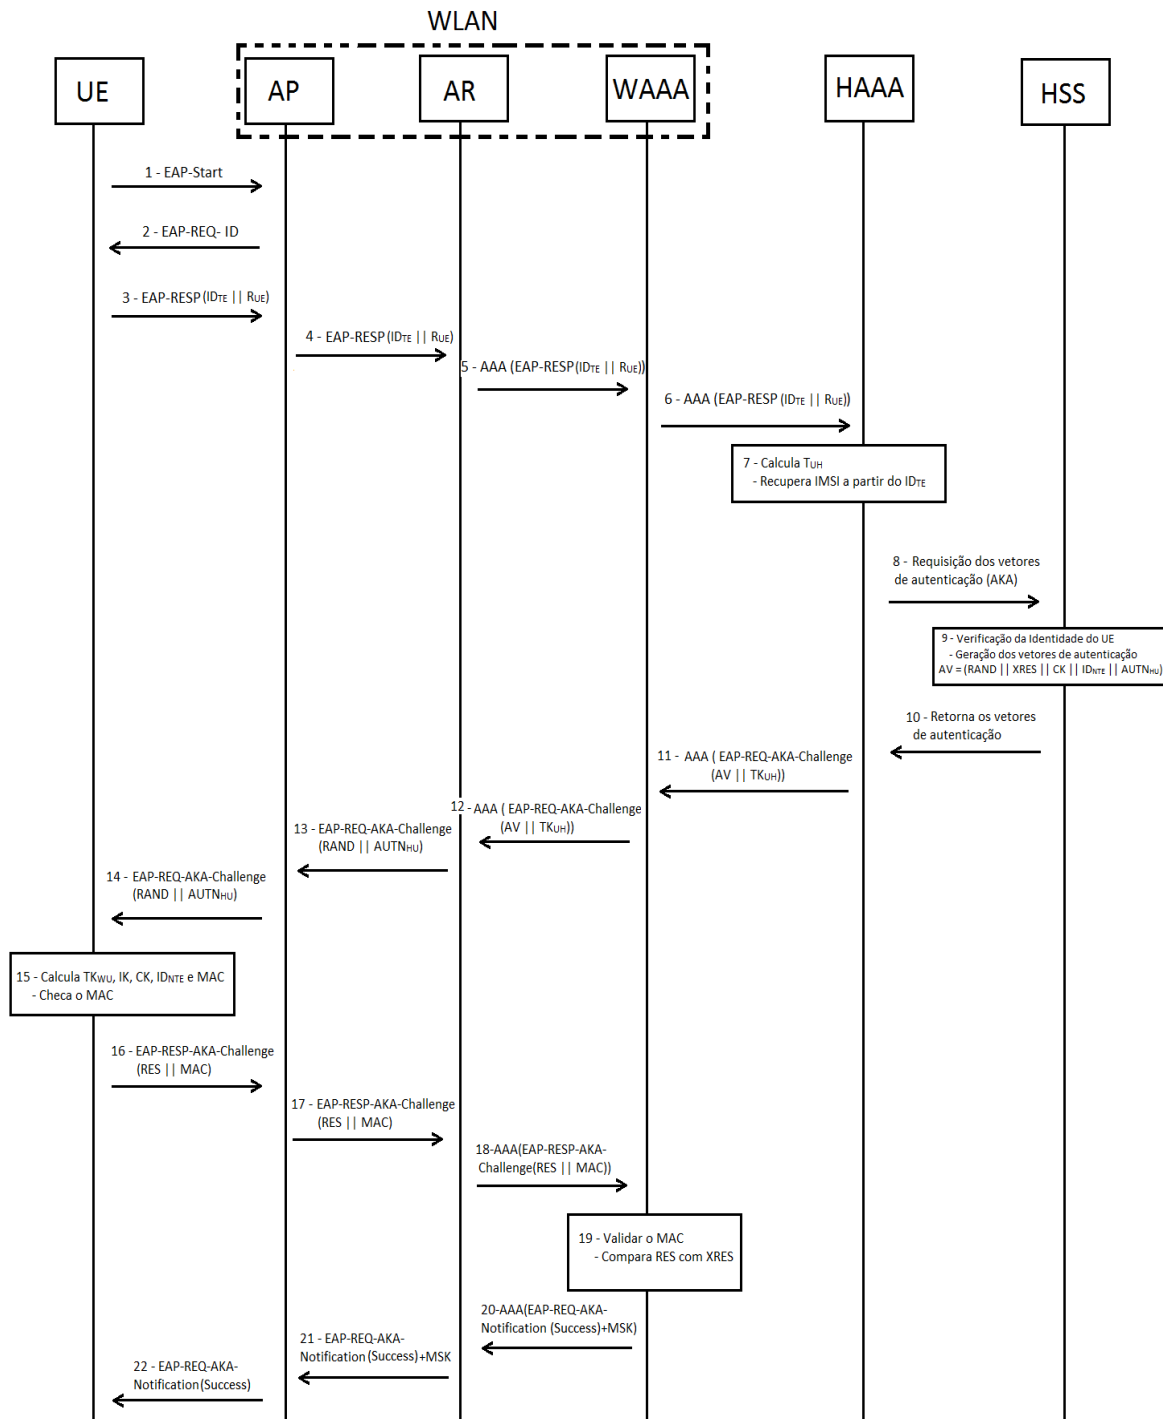 WLAN
UE
AP
AR
WAAA
HAAA
HSS
1 - EAP-Start
2 - EAP-REQ- ID
3 - EAP-RESP (IDTE || RUE)
4 - EAP-RESP (IDTE || RUE)
5 - AAA (EAP-RESP (IDTE || RUE))
6 - AAA (EAP-RESP (IDTE || RUE))
7 - Calcula TUH
- Recupera IMSI a partir do IDTE
8 - Requisição dos vetores
de autenticação (AKA)
9 - Verificação da Identidade do UE
- Geração dos vetores de autenticação
AV = (RAND || XRES || CK || IDNTE || AUTNHU)
10 - Retorna os vetores
de autenticação
11 - AAA ( EAP-REQ-AKA-Challenge
(AV || TKUH))
12 - AAA ( EAP-REQ-AKA-Challenge
(AV || TKUH))
13 - EAP-REQ-AKA-Challenge
(RAND || AUTNHU)
14 - EAP-REQ-AKA-Challenge
(RAND || AUTNHU)
15 - Calcula TKWU, IK, CK, IDNTE e MAC
- Checa o MAC
16 - EAP-RESP-AKA-Challenge
(RES || MAC)
17 - EAP-RESP-AKA-Challenge
(RES || MAC)
18-AAA(EAP-RESP-AKA-
Challenge(RES || MAC))
19 - Validar o MAC
- Compara RES com XRES
20-AAA(EAP-REQ-AKA-
Notification (Success)+MSK)
21 - EAP-REQ-AKA-
Notification (Success)+MSK
22 - EAP-REQ-AKA-
Notification(Success)